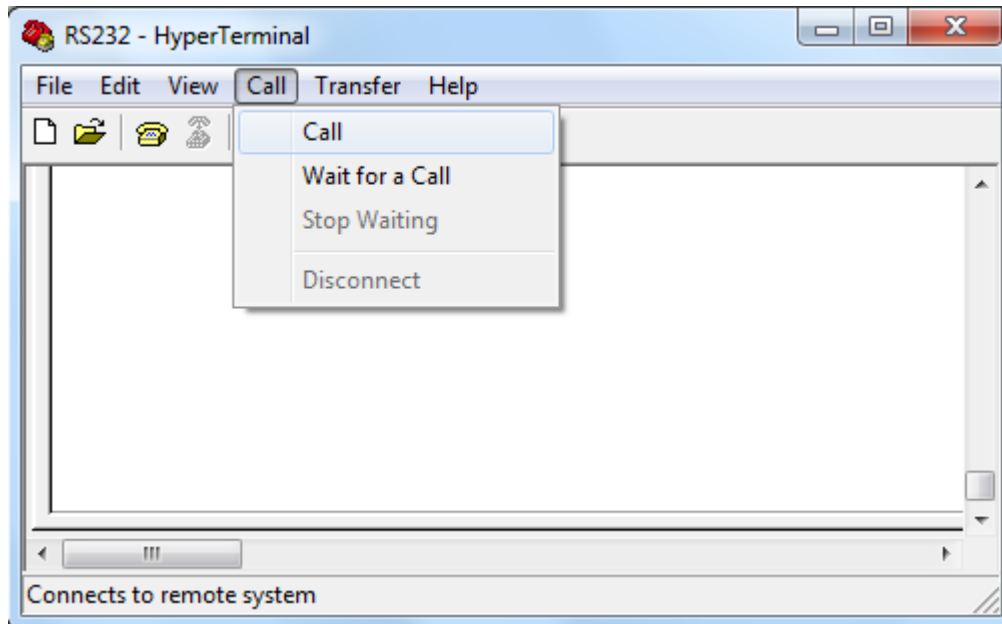 RS232 - HyperTerminal
File Edit View Call Transfer Help
Call
Wait for a Call
Stop Waiting
Disconnect
Connects to remote system